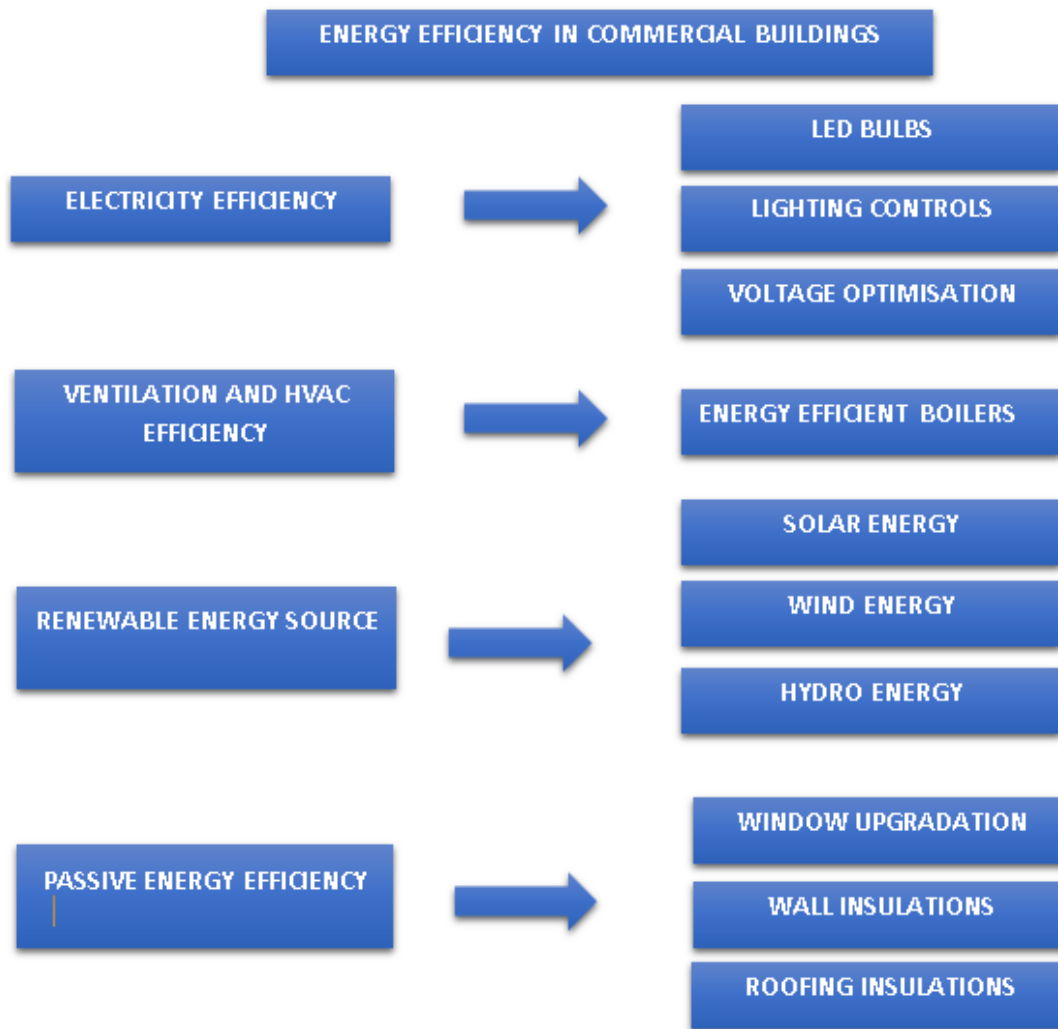 ENERGY EFFICIENCY IN COMMERCIAL BUILDINGS
ELECTRICITY EFFICIENCY
LED BULBS
LIGHTING CONTROLS
VOLTAGE OPTIMISATION
VENTILATION AND HVAC
EFFICIENCY
ENERGY EFFICIENT BOILERS
RENEWABLE ENERGY SOURCE
SOLAR ENERGY
WIND ENERGY
HYDRO ENERGY
PASSIVE ENERGY EFFICIENCY
WINDOW UPGRADATION
WALL INSULATIONS
ROOFING INSULATIONS